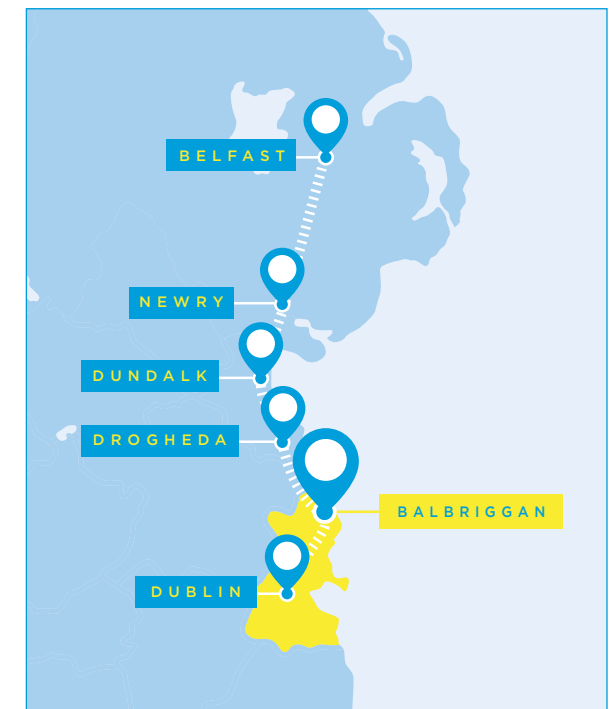 BELFAST
NEWRY
DUNDALK
DROGHEDA
BALBRIGGAN
DUBLIN